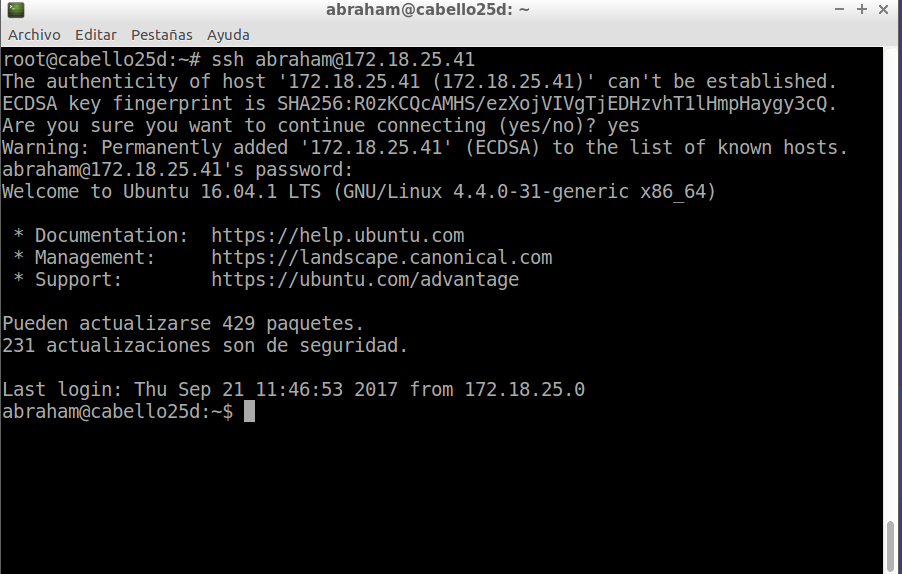 abraham@cabello25d: ~
Archivo Editar Pestañas Ayuda
root@cabello25d:~# ssh abraham@172.18.25.41
The authenticity of host '172.18.25.41 (172.18.25.41)' can't be established.
ECDSA key fingerprint is SHA256:R0zKCQcAMHS/ezXojVIVgTjEDHzvhT1lHmpHaygy3cQ.
Are you sure you want to continue connecting (yes/no)? yes
Warning: Permanently added '172.18.25.41' (ECDSA) to the list of known hosts.
abraham@172.18.25.41's password:
Welcome to Ubuntu 16.04.1 LTS (GNU/Linux 4.4.0-31-generic x86_64)
* Documentation: https://help.ubuntu.com
* Management: https://landscape.canonical.com
* Support: https://ubuntu.com/advantage
Pueden actualizarse 429 paquetes.
231 actualizaciones son de seguridad.
Last login: Thu Sep 21 11:46:53 2017 from 172.18.25.0
abraham@cabello25d:~$